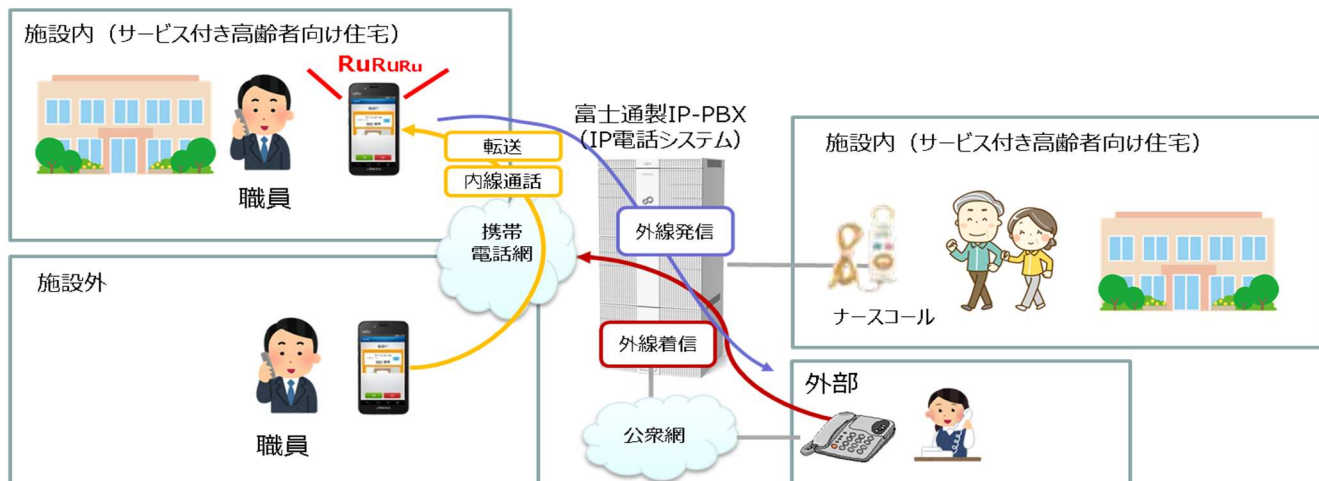 施設内（サービス付き高齢者向け住宅）
RuRuRu
職員
転送
内線通話
携帯
電話網
富士通製IP-PBX
（IP電話システム）
外線発信
外線着信
公衆網
施設外
職員
施設内（サービス付き高齢者向け住宅）
ナースコール
外部